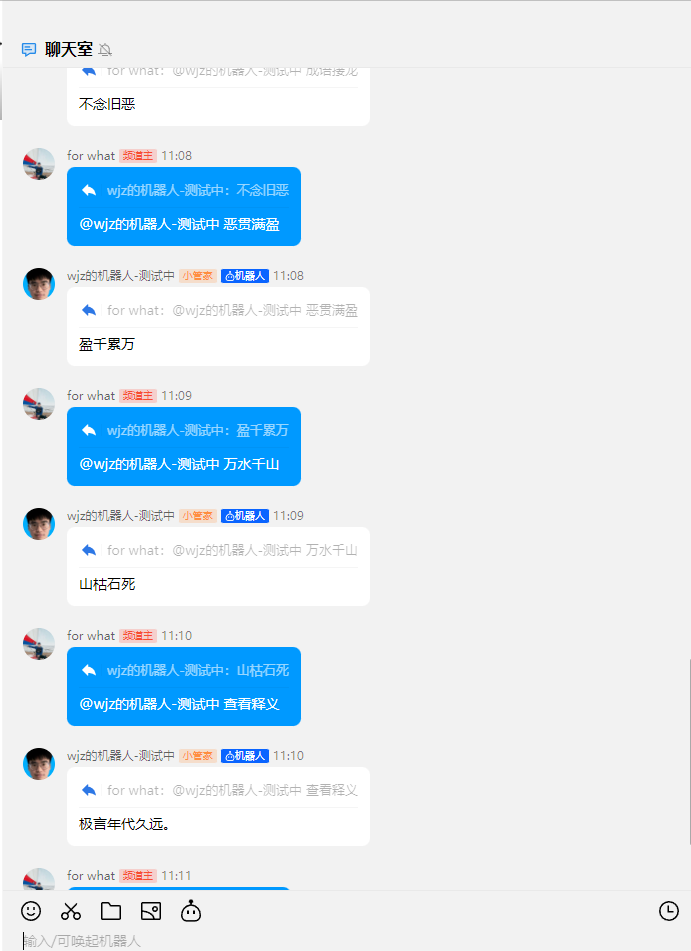 聊天室
for what：@wjz的机器人-测试中 成语接龙
不念旧恶
for what 频道主 11:08
wjz的机器人-测试中：不念旧恶
@wjz的机器人-测试中 恶贯满盈
wjz的机器人-测试中 小管家 机器人 11:08
for what：@wjz的机器人-测试中 恶贯满盈
盈千累万
for what 频道主 11:09
wjz的机器人-测试中：盈千累万
@wjz的机器人-测试中 万水千山
wjz的机器人-测试中 小管家 机器人 11:09
for what：@wjz的机器人-测试中 万水千山
山枯石死
for what 频道主 11:10
wjz的机器人-测试中：山枯石死
@wjz的机器人-测试中 查看释义
wjz的机器人-测试中 小管家 机器人 11:10
for what：@wjz的机器人-测试中 查看释义
极言年代久远。
for what 频道主 11:11
输入/可唤起机器人